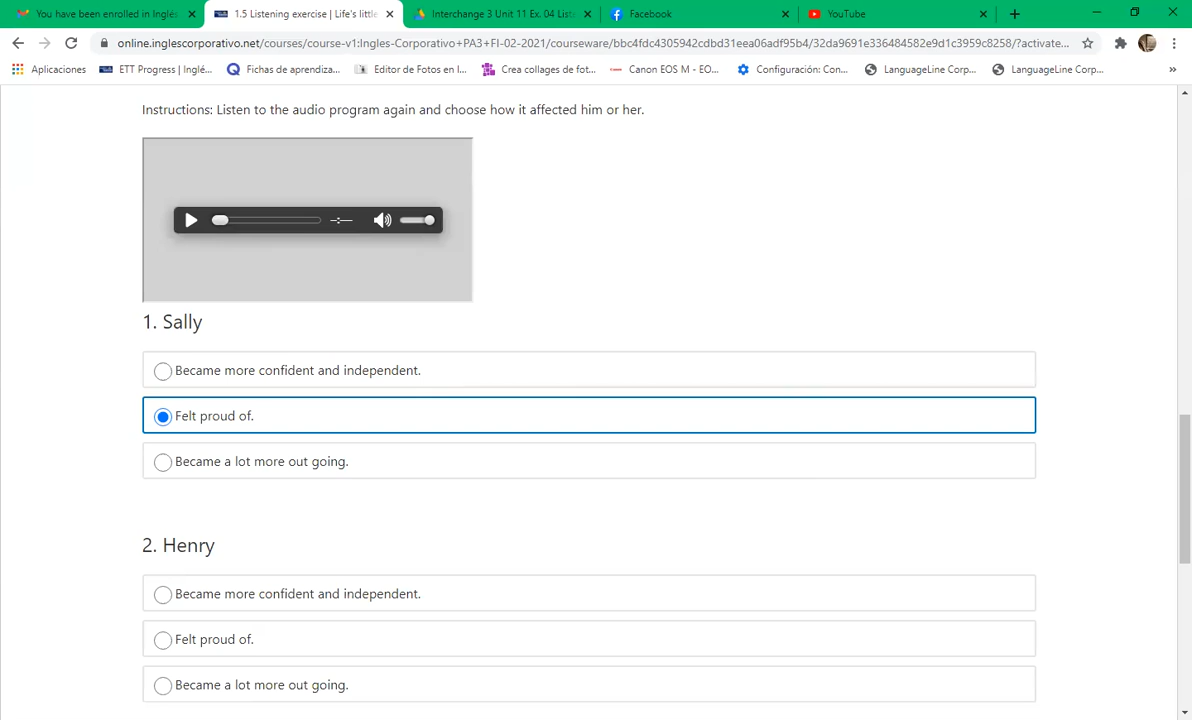 You have been enrolled in Inglés
1.5 Listening exercise | Life's little
Interchange 3 Unit 11 Ex. 04 Liste
Facebook
YouTube
online.inglescorporativo.net/courses/course-v1:Ingles-Corporativo+PA3+FI-02-2021/courseware/bbc4fdc4305942cdbd31eea06adf95b4/32da9691e336484582e9d1c3959c8258/?activate...
Aplicaciones
ETT Progress | Inglé...
Fichas de aprendiza...
Editor de Fotos en l...
Crea collages de fot...
Canon EOS M - EO...
Configuración: Con...
LanguageLine Corp...
LanguageLine Corp...
Instructions: Listen to the audio program again and choose how it affected him or her.
1. Sally
Became more confident and independent.
Felt proud of.
Became a lot more out going.
2. Henry
Became more confident and independent.
Felt proud of.
Became a lot more out going.